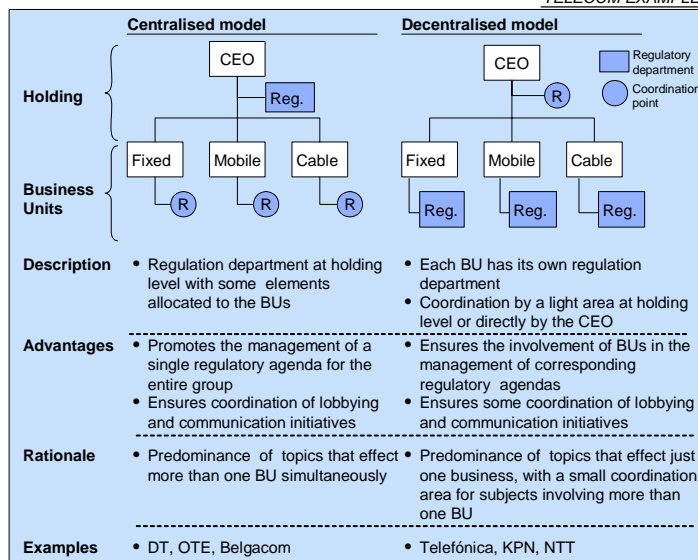 TELECOM EXAMPLE
Centralised model
Decentralised model
CEO
CEO
Regulatory
department
Reg.
R
Coordination
point
Holding
Fixed
Mobile
Cable
Fixed
Mobile
Cable
Business
Units
R
R
R
Reg.
Reg.
Reg.
Description
• Regulation department at holding
level with some elements
allocated to the BUs
• Each BU has its own regulation
department
• Coordination by a light area at holding
level or directly by the CEO
Advantages
• Promotes the management of a
single regulatory agenda for the
entire group
• Ensures coordination of lobbying
and communication initiatives
• Ensures the involvement of BUs in the
management of corresponding
regulatory agendas
• Ensures some coordination of lobbying
and communication initiatives
Rationale
• Predominance of topics that effect
more than one BU simultaneously
• Predominance of topics that effect just
one business, with a small coordination
area for subjects involving more than
one BU
Examples
• DT, OTE, Belgacom
• Telefónica, KPN, NTT